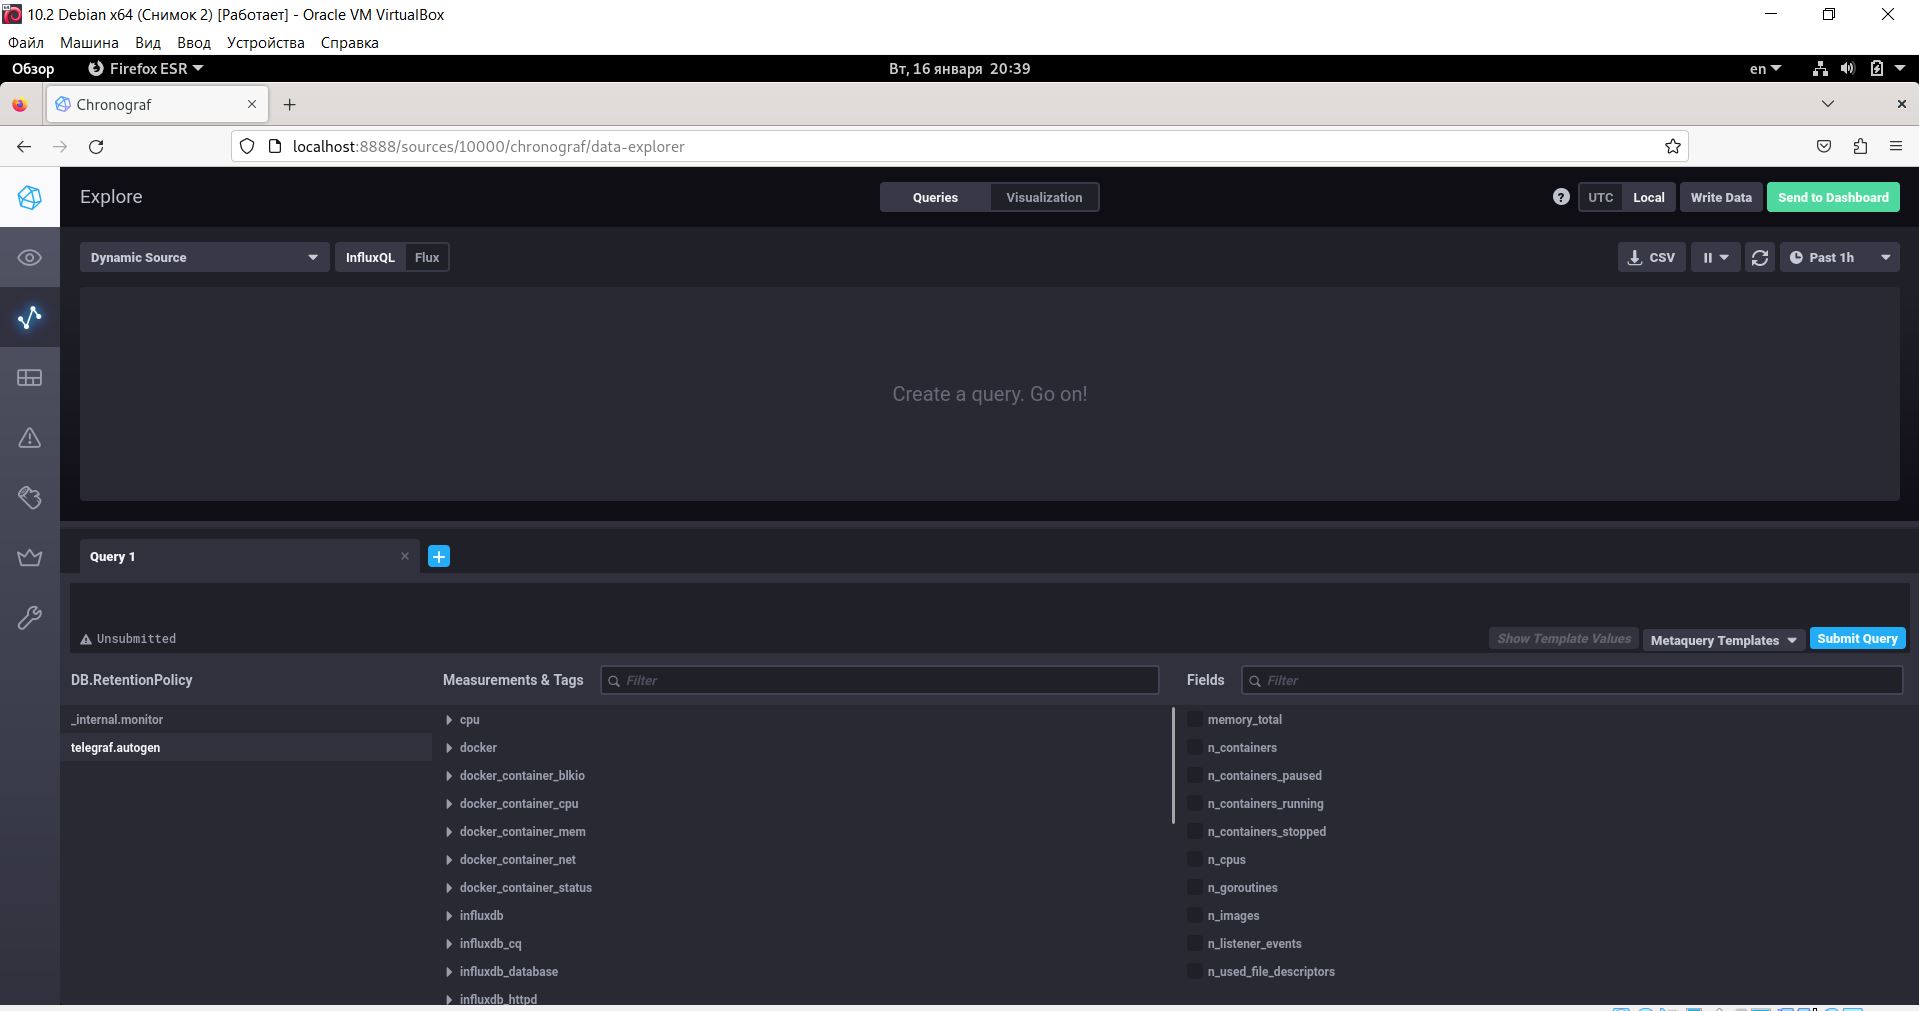 10.2 Debian x64 (Снимок 2) [Работает] - Oracle VM VirtualBox
Файл Машина Вид Ввод Устройства Справка
Обзор Firefox ESR Вт, 16 января 20:39 en
Chronograf
localhost:8888/sources/10000/chronograf/data-explorer
Explore Queries Visualization ? UTC Local Write Data Send to Dashboard
Dynamic Source InfluxQL Flux CSV Past 1h
Create a query. Go on!
Query 1
Unsubmitted Show Template Values Metaquery Templates Submit Query
DB.RetentionPolicy Measurements & Tags Filter Fields Filter
_internal.monitor cpu memory_total
telegraf.autogen docker n_containers
docker_container_blkio n_containers_paused
docker_container_cpu n_containers_running
docker_container_mem n_containers_stopped
docker_container_net n_cpus
docker_container_status n_goroutines
influxdb n_images
influxdb_cq n_listener_events
influxdb_database n_used_file_descriptors
influxdb_httpd